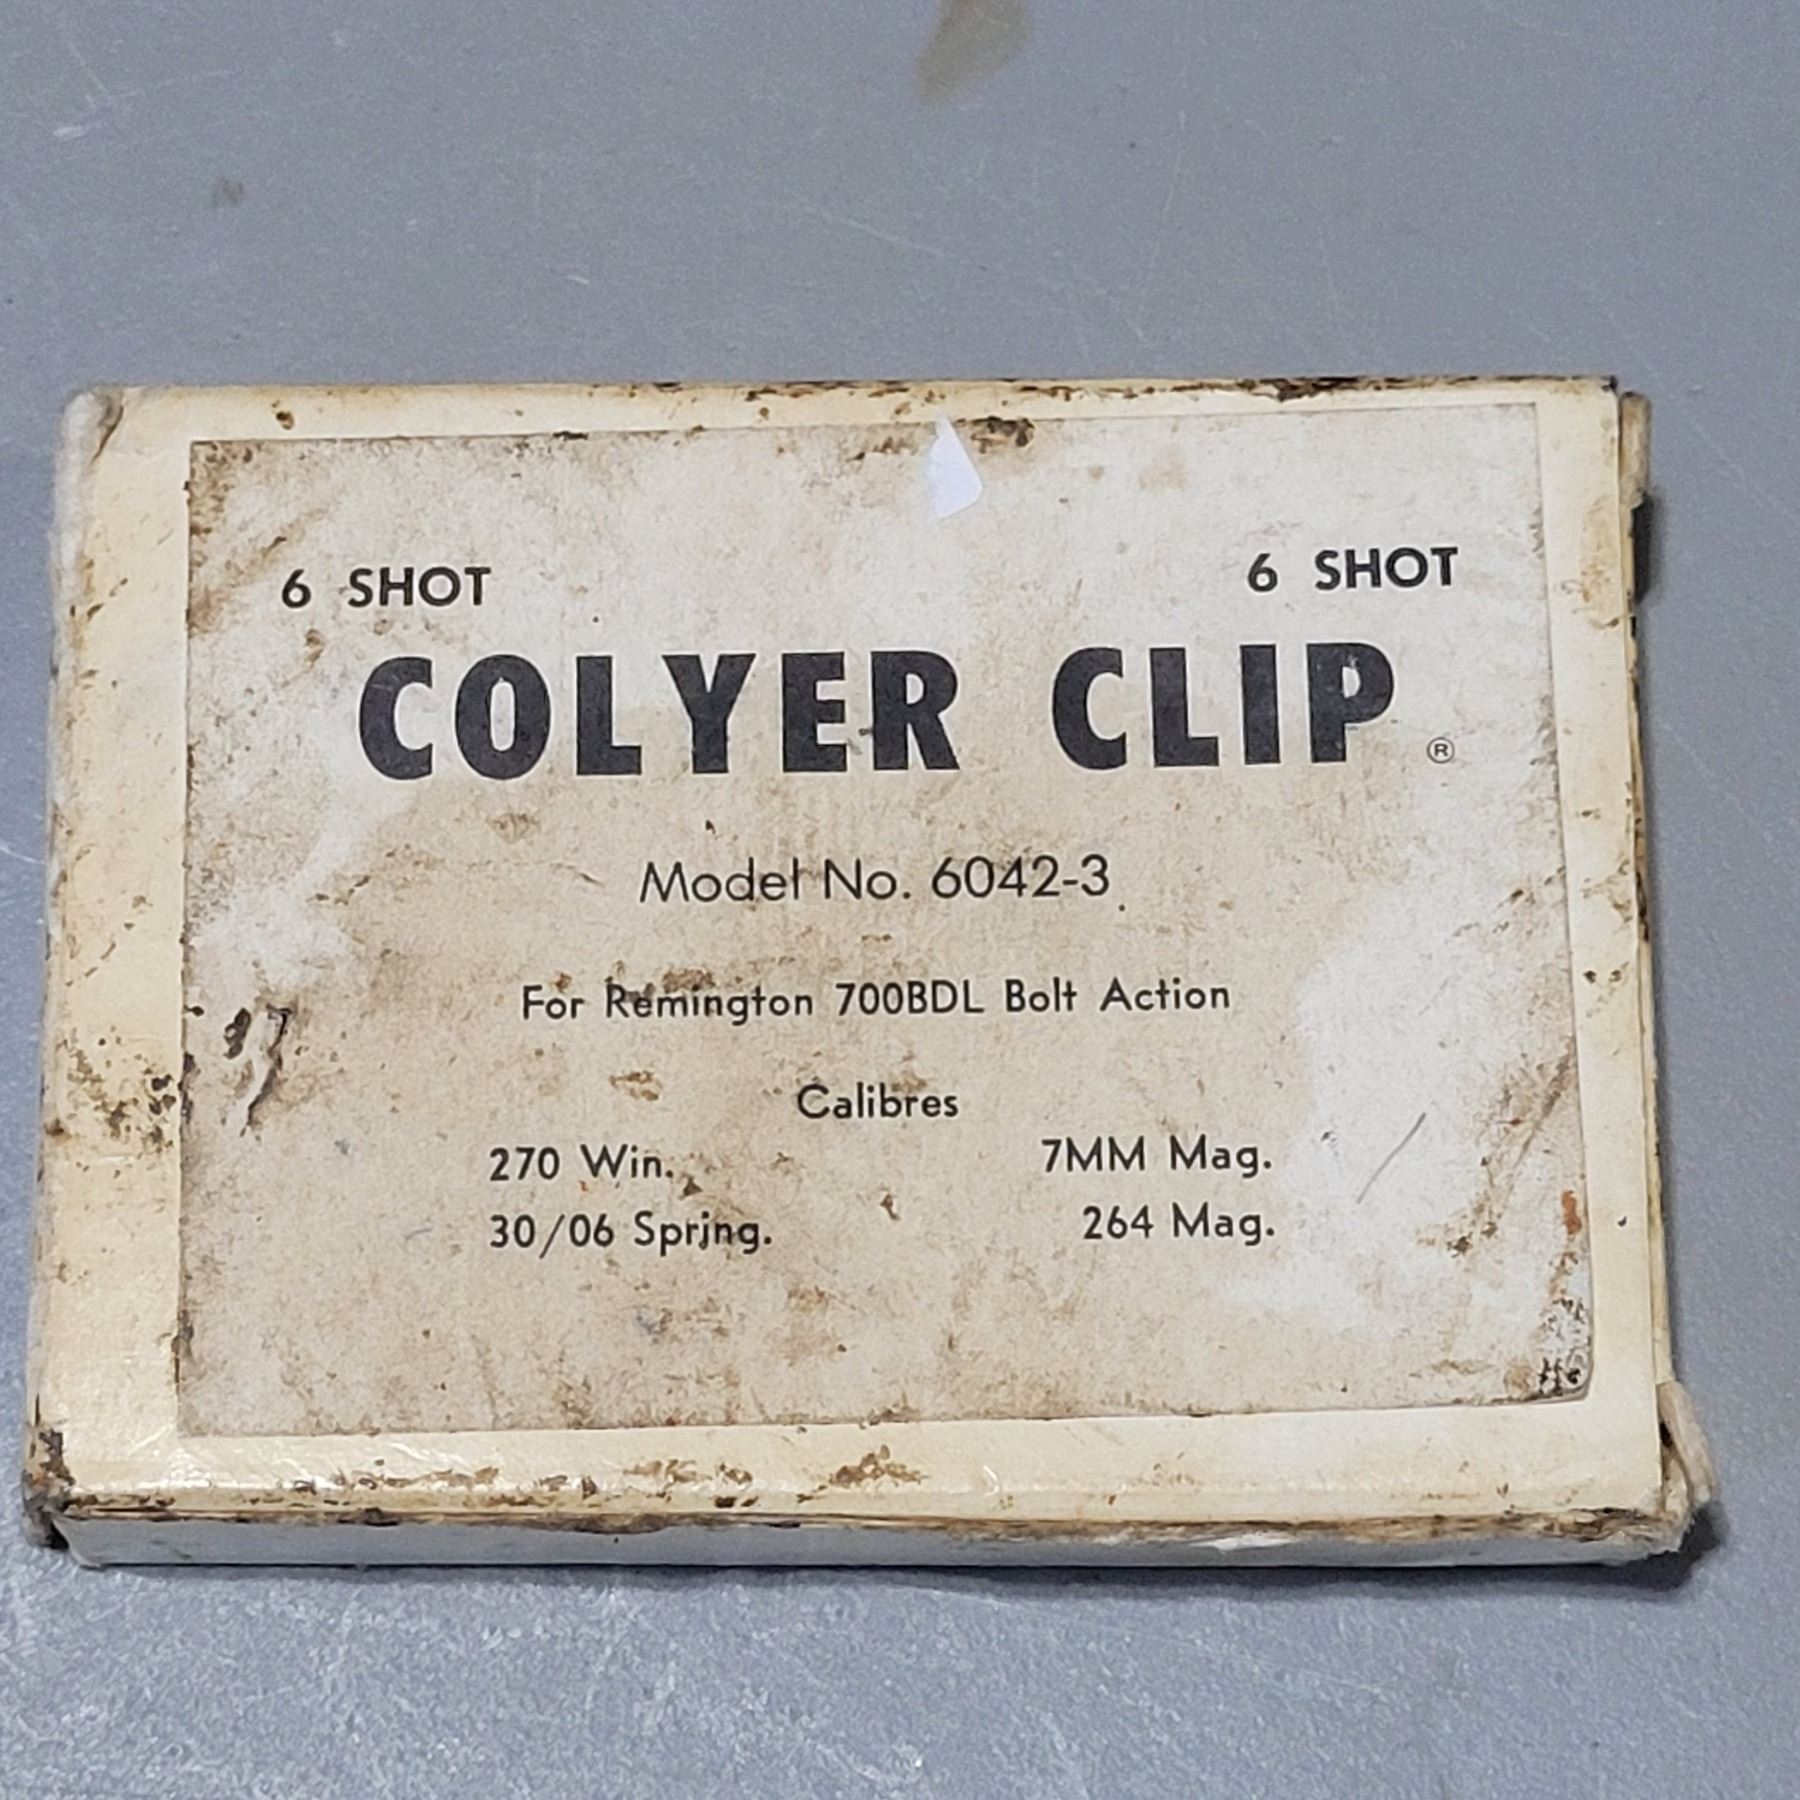 6 SHOT 6 SHOT
COLYER CLIP ®
Model No. 6042-3
For Remington 700BDL Bolt Action
Calibres
270 Win. 7MM Mag.
30/06 Spring. 264 Mag.